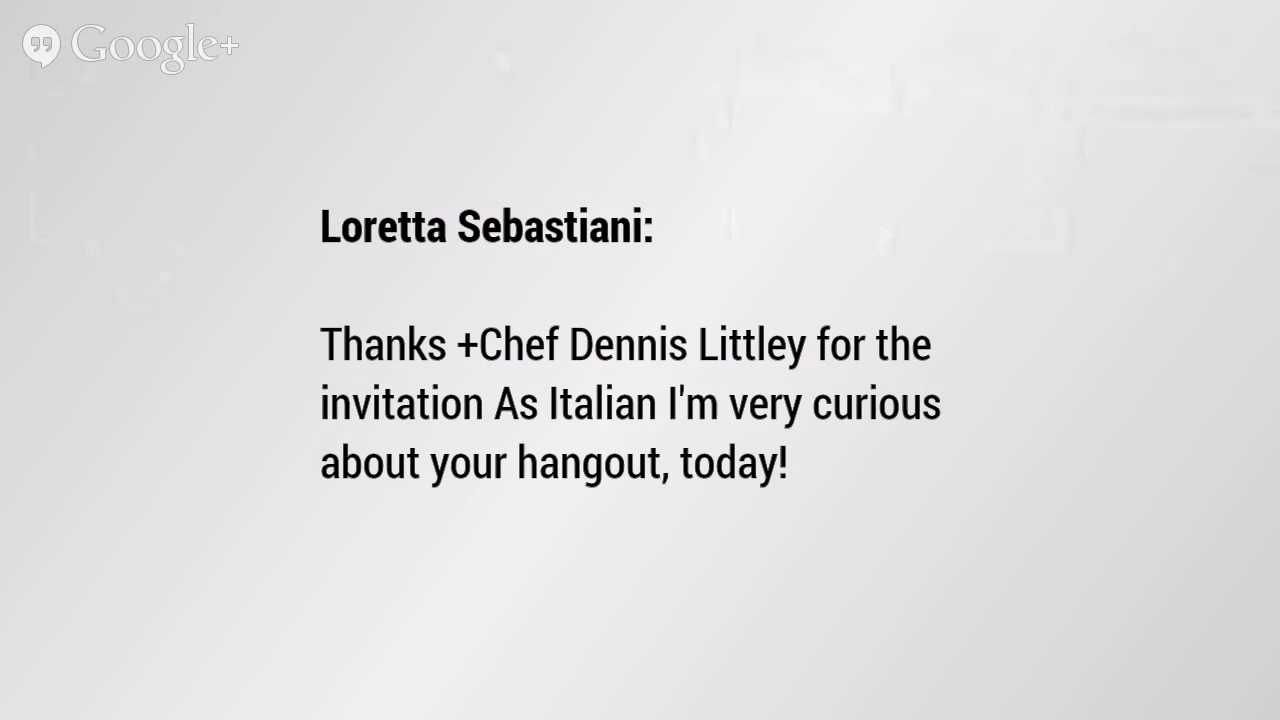 Google+
Loretta Sebastiani:
Thanks +Chef Dennis Littley for the
invitation As Italian I'm very curious
about your hangout, today!